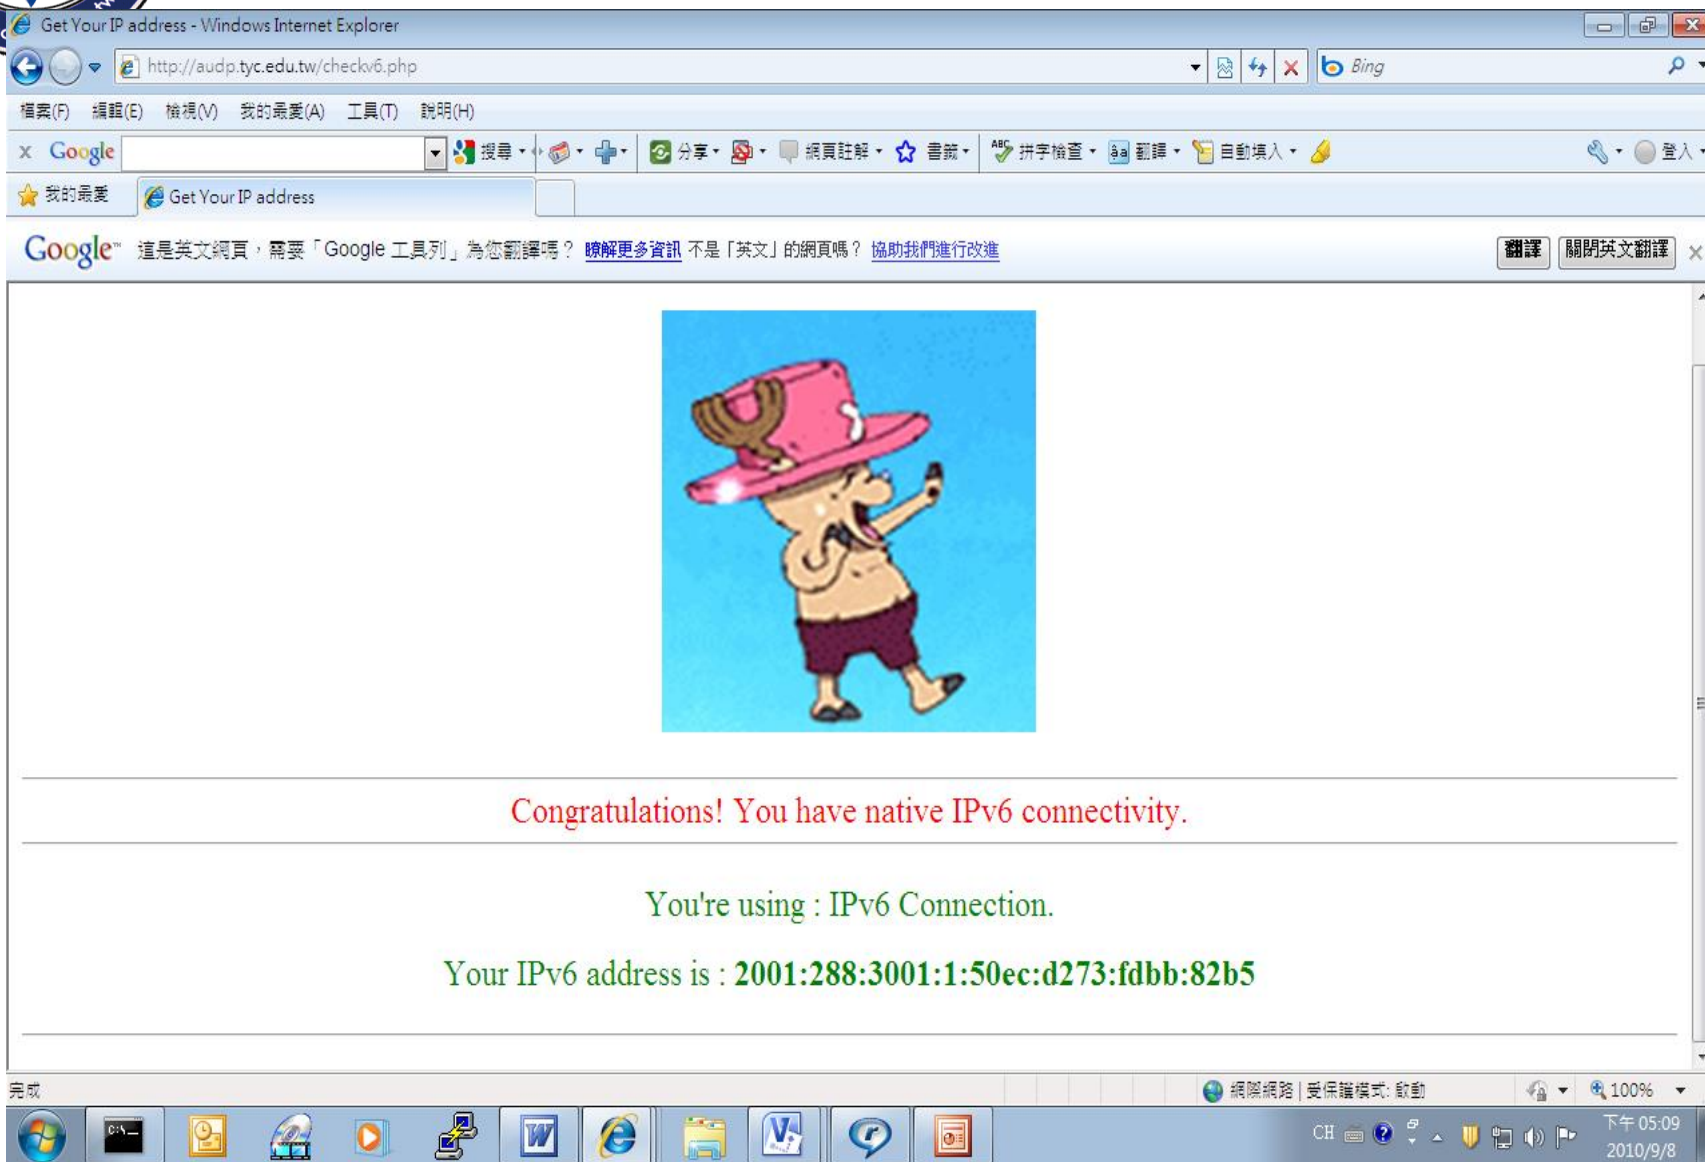 Get Your IP address - Windows Internet Explorer
http://audp.tyc.edu.tw/checkv6.php
Bing
檔案(F) 編輯(E) 檢視(V) 我的最愛(A) 工具(T) 說明(H)
x Google 搜尋 分享 網頁註解 書籤 拼字檢查 翻譯 自動填入 登入
我的最愛 Get Your IP address
Google™ 這是英文網頁，需要「Google 工具列」為您翻譯嗎？ 瞭解更多資訊 不是「英文」的網頁嗎？ 協助我們進行改進 翻譯 關閉英文翻譯
Congratulations! You have native IPv6 connectivity.
You're using : IPv6 Connection.
Your IPv6 address is : 2001:288:3001:1:50ec:d273:fdbb:82b5
完成 網際網路 | 受保護模式: 啟動 100%
CH 下午 05:09
2010/9/8